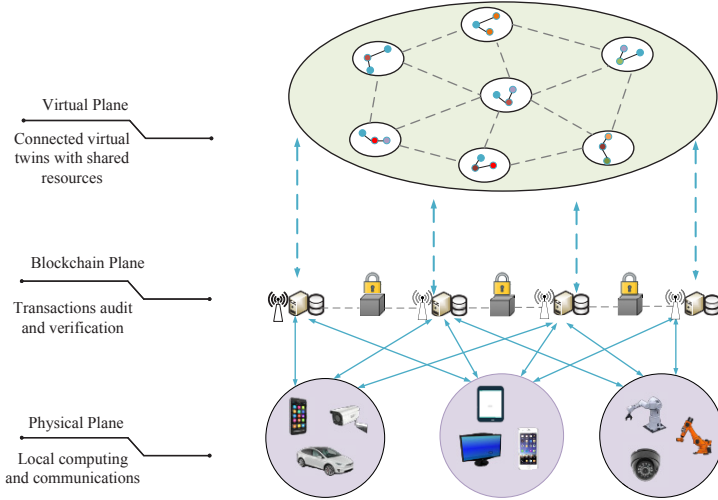 Virtual Plane
Connected virtual
twins with shared
resources
Blockchain Plane
Transactions audit
and verification
Physical Plane
Local computing
and communications